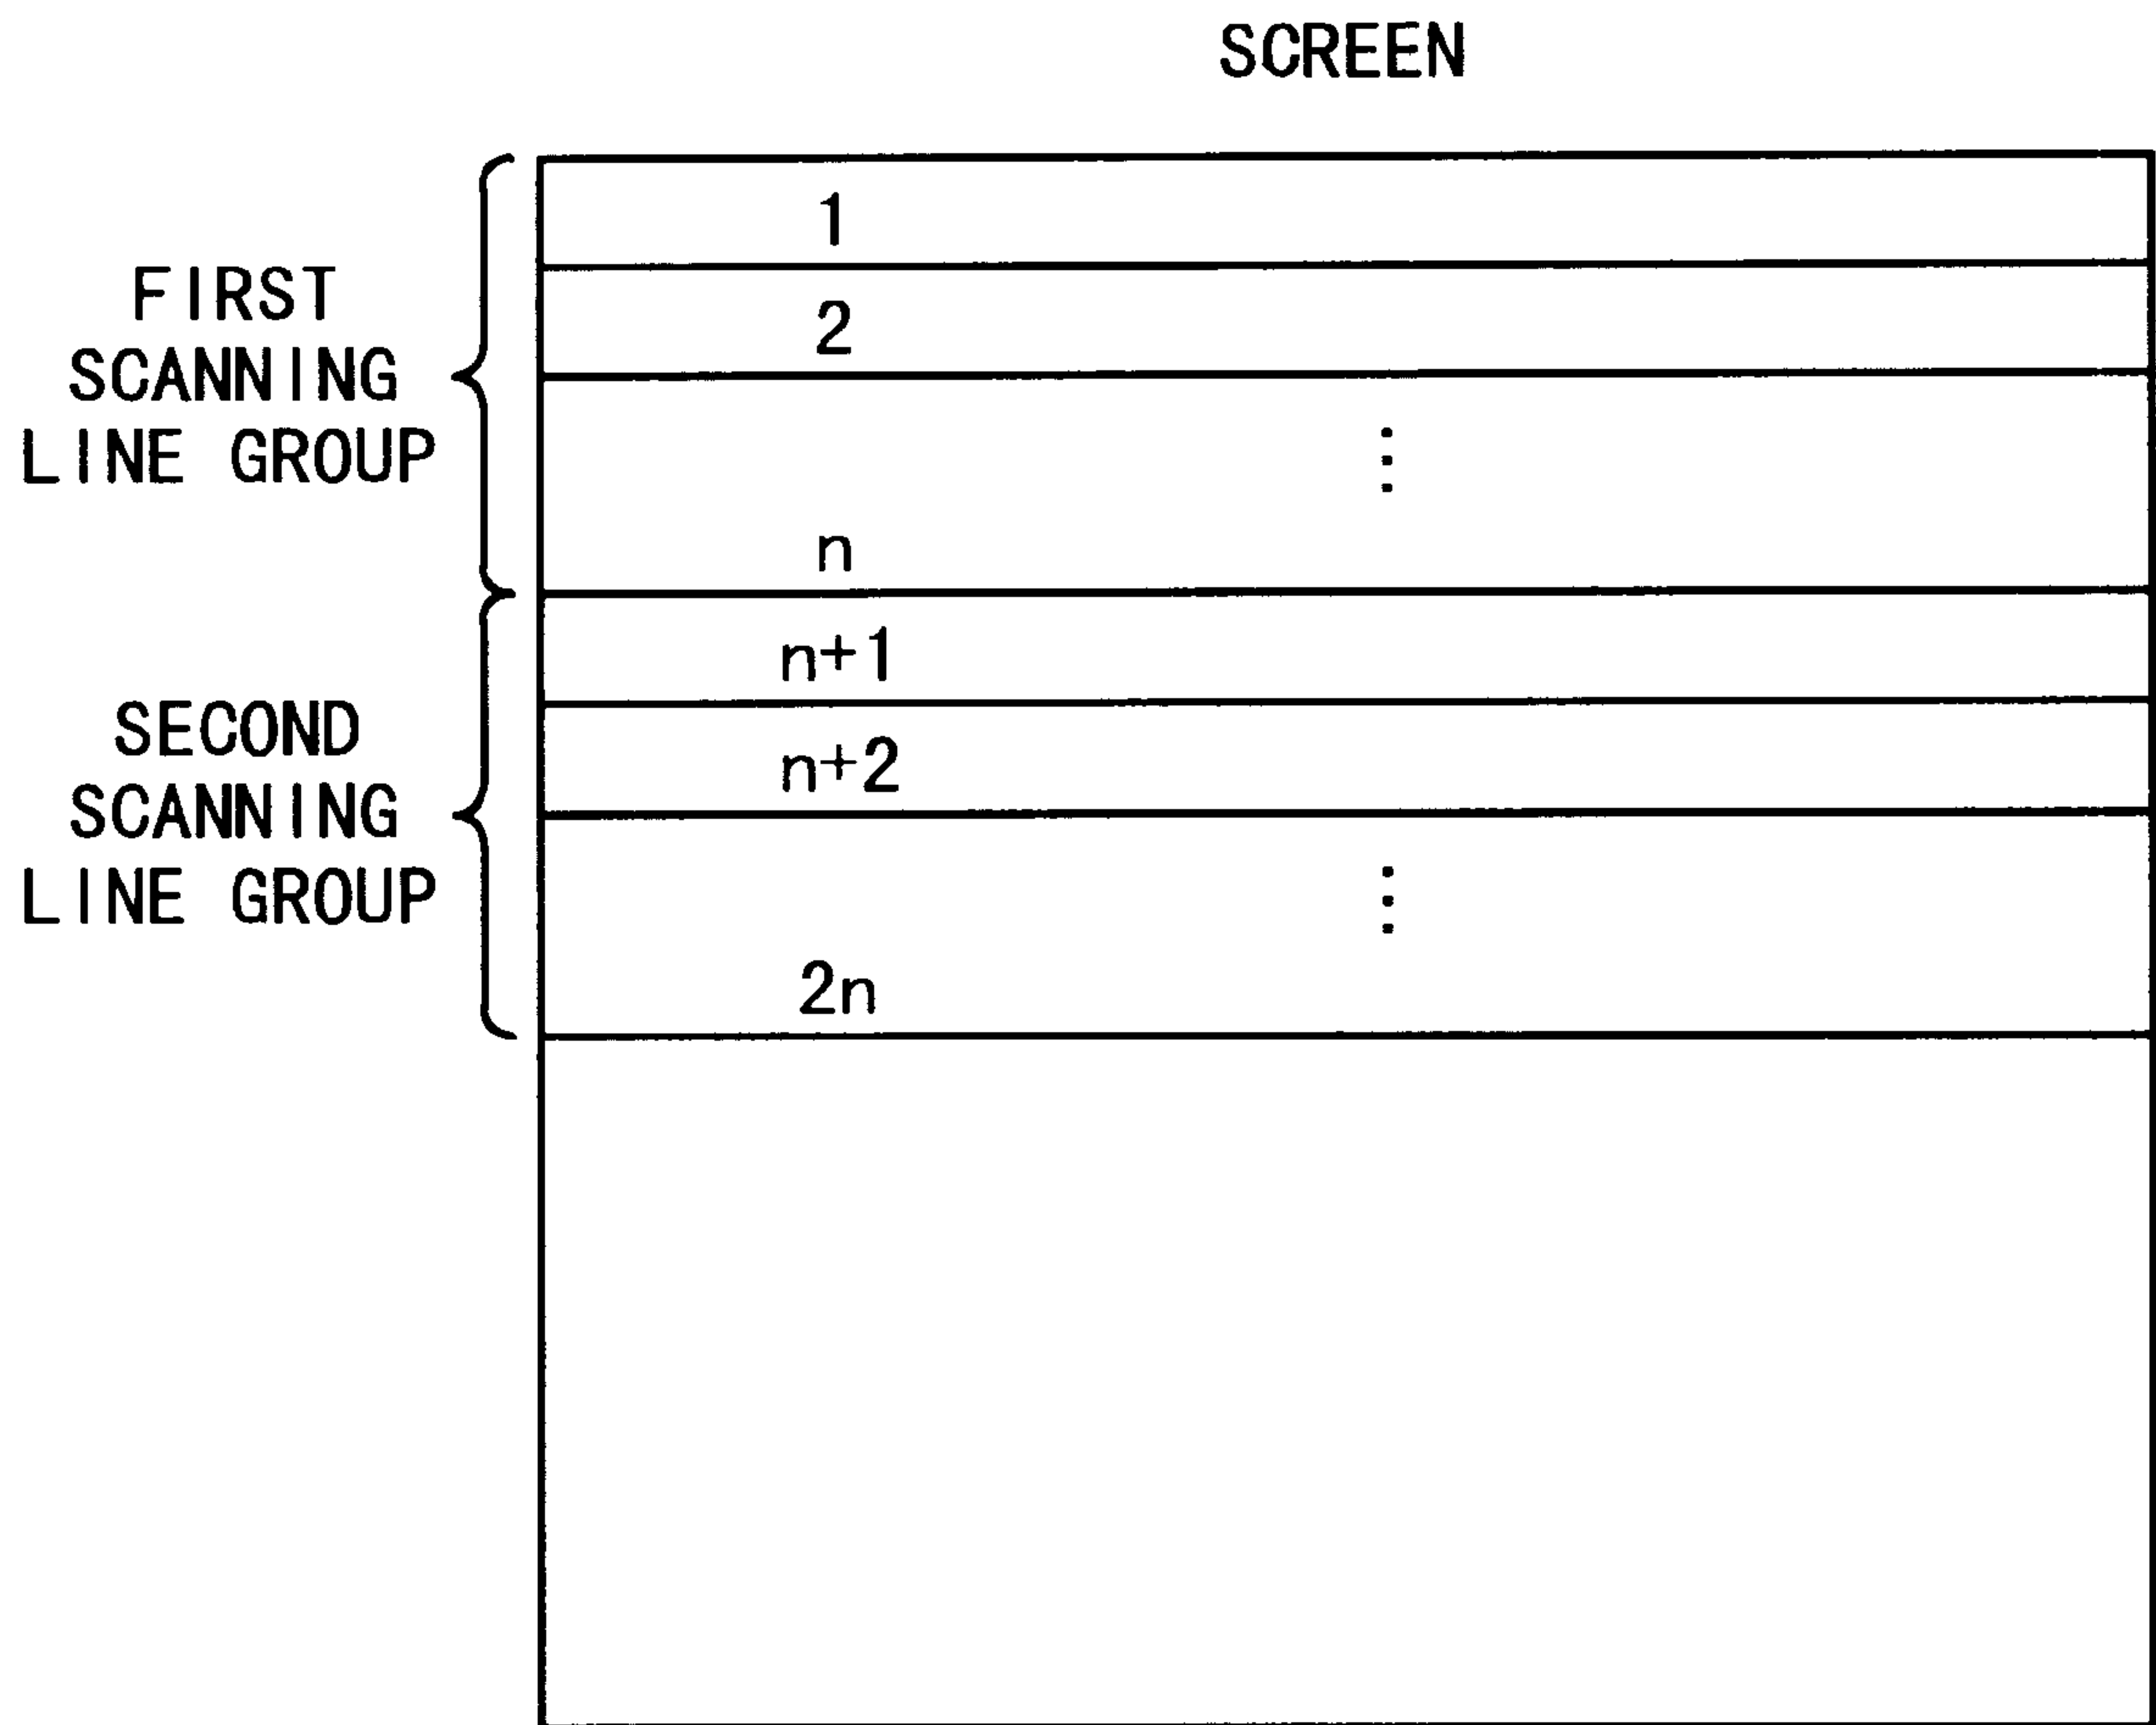 SCREEN
FIRST
SCANNING
LINE GROUP
1
2
⋮
n
SECOND
SCANNING
LINE GROUP
n+1
n+2
⋮
2n